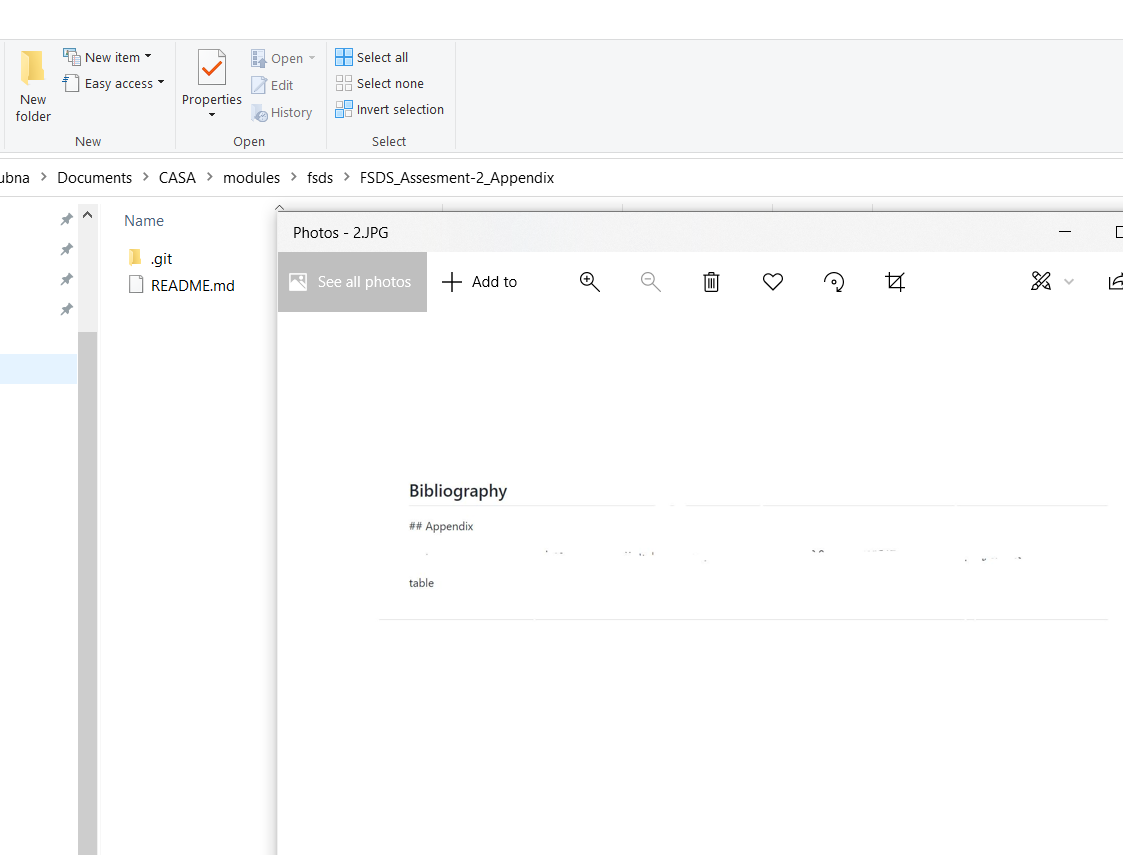 New item
Easy access
New folder
New
Properties
Open
Edit
History
Open
Select all
Select none
Invert selection
Select
Documents
CASA
modules
fsds
FSDS_Assesment-2_Appendix
Name
.git
README.md
Photos - 2.JPG
See all photos
Add to
Bibliography
## Appendix
table